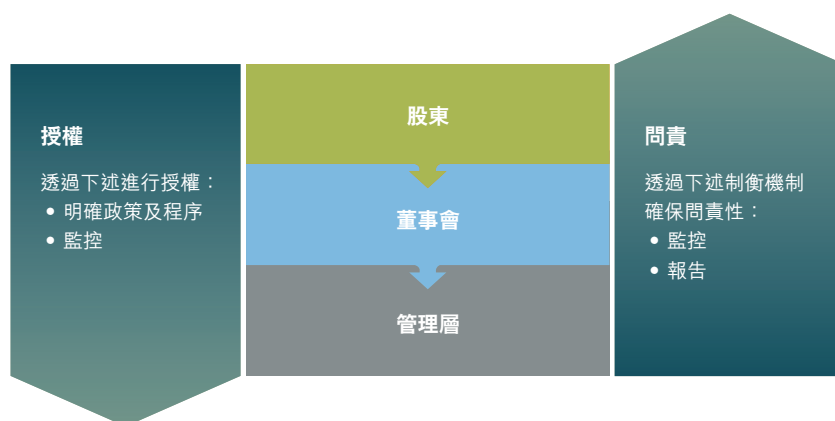 授權
透過下述進行授權：
• 明確政策及程序
• 監控
股東
董事會
管理層
問責
透過下述制衡機制
確保問責性：
• 監控
• 報告